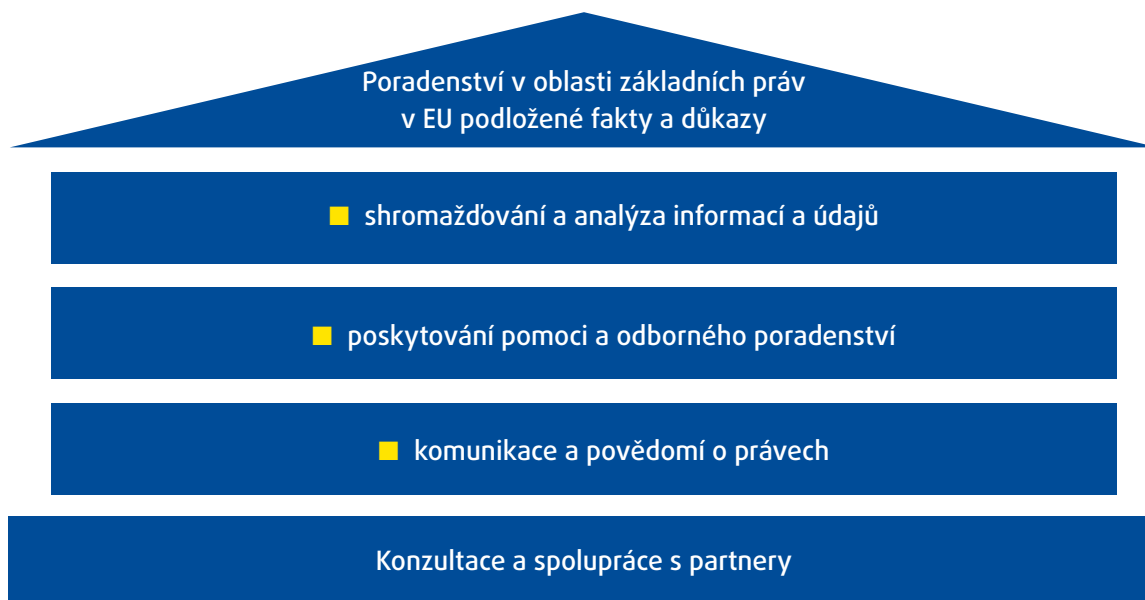 Poradenství v oblasti základních práv
v EU podložené fakty a důkazy
shromažďování a analýza informací a údajů
poskytování pomoci a odborného poradenství
komunikace a povědomí o právech
Konzultace a spolupráce s partnery